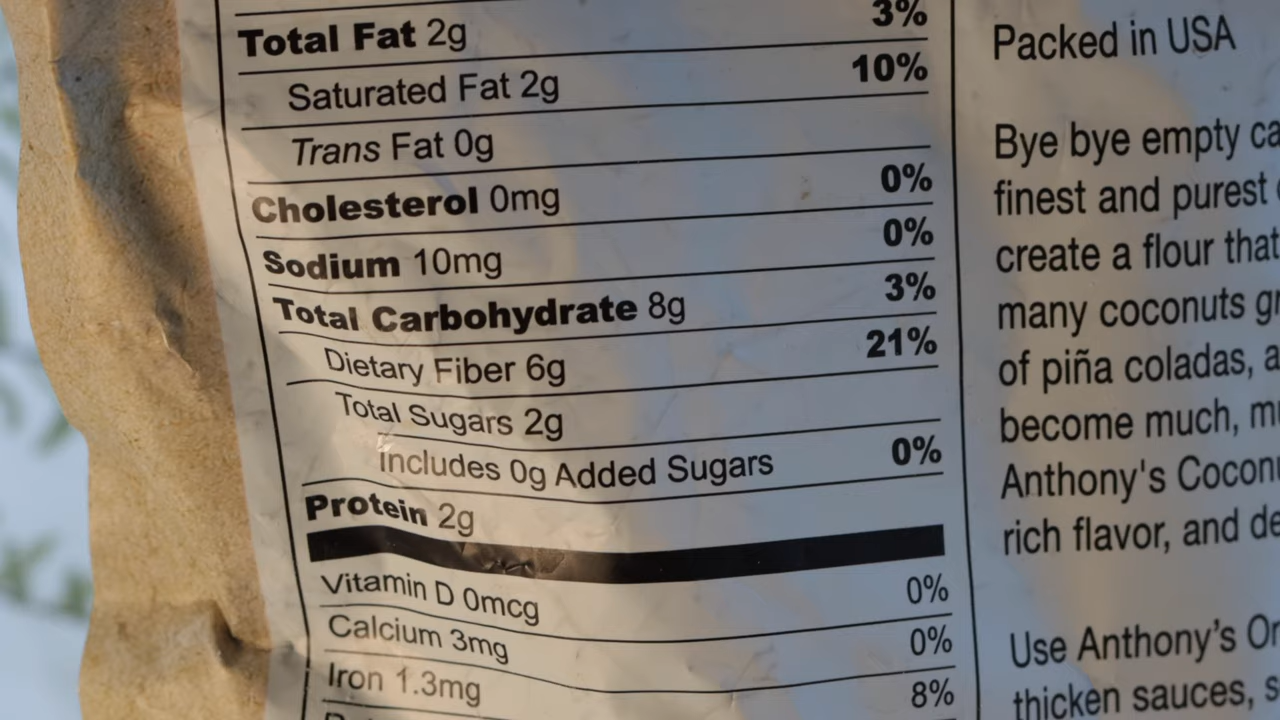 Total Fat 2g 3%
Saturated Fat 2g 10%
Trans Fat 0g
Cholesterol 0mg 0%
Sodium 10mg 0%
Total Carbohydrate 8g 3%
Dietary Fiber 6g 21%
Total Sugars 2g
Includes 0g Added Sugars 0%
Protein 2g
Vitamin D 0mcg 0%
Calcium 3mg 0%
Iron 1.3mg 8%
Packed in USA
Bye bye empty ca
finest and purest
create a flour that
many coconuts gr
of piña coladas, a
become much, m
Anthony's Cocon
rich flavor, and de
Use Anthony's Or
thicken sauces, s